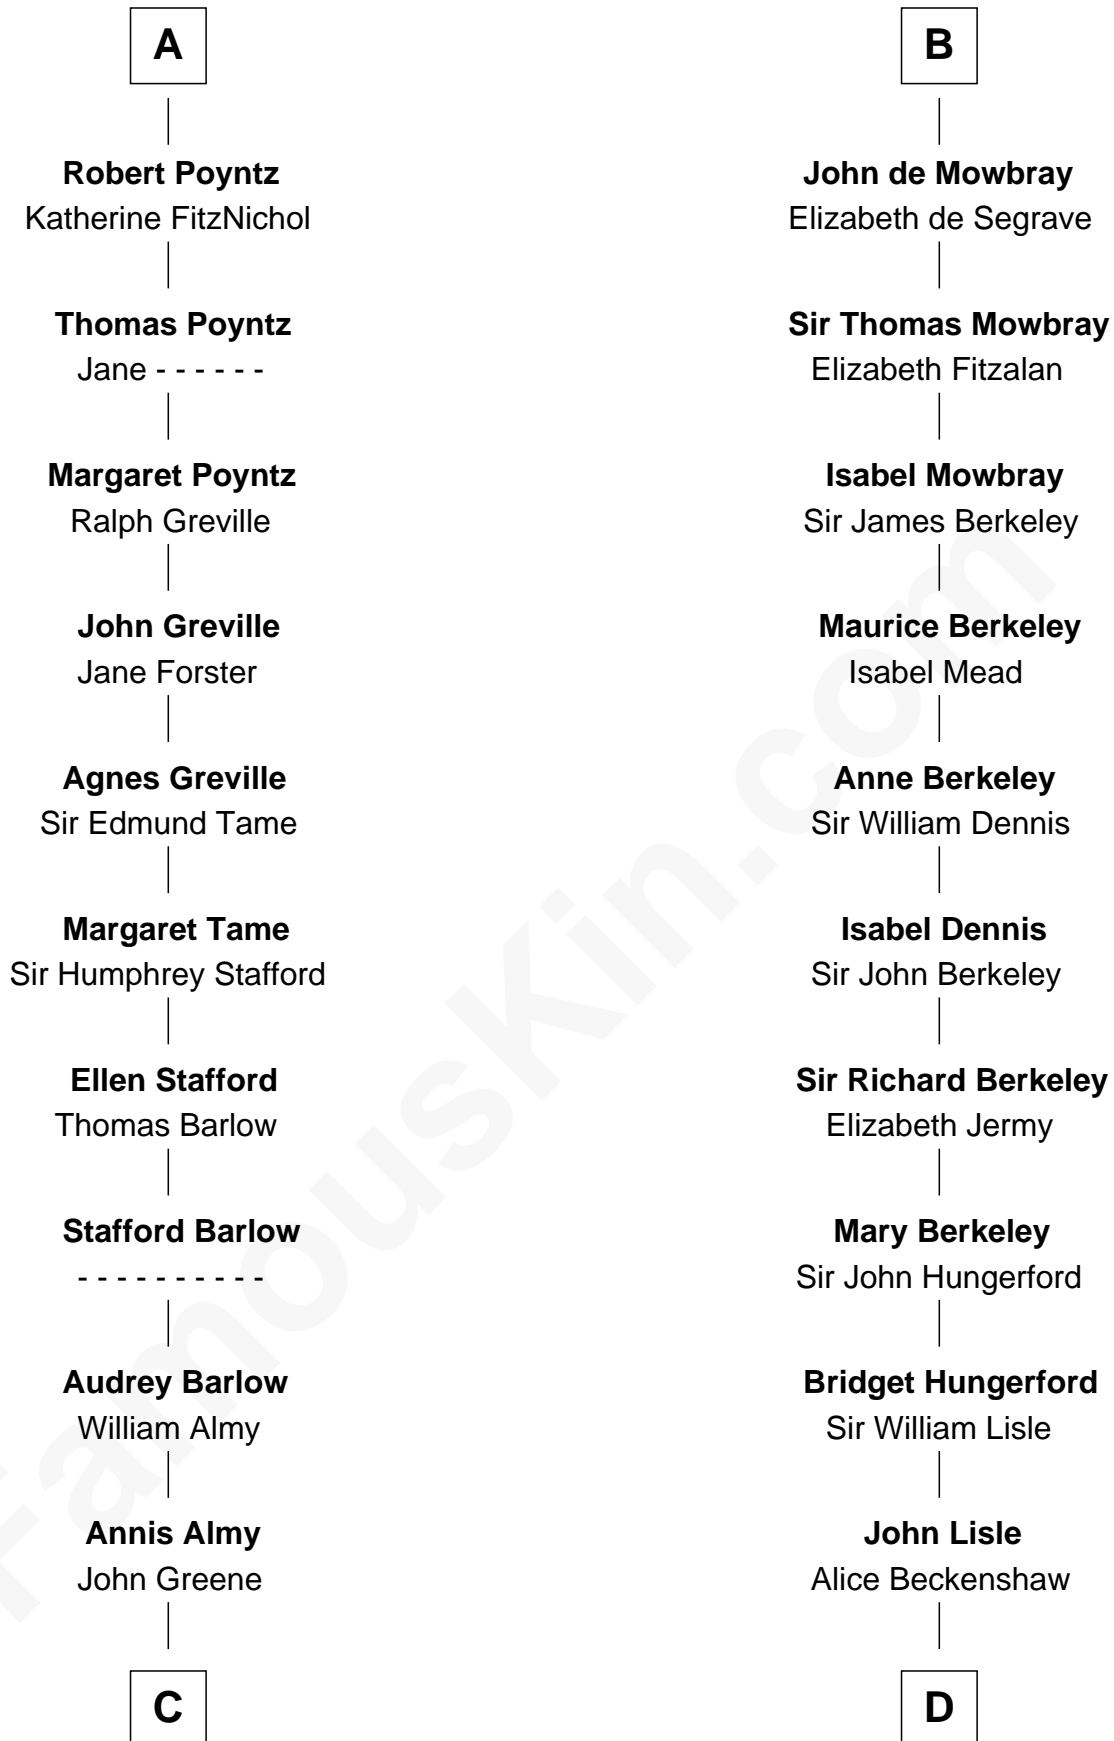 A
Robert Poyntz
Katherine FitzNichol
Thomas Poyntz
Jane - - - - - -
Margaret Poyntz
Ralph Greville
John Greville
Jane Forster
Agnes Greville
Sir Edmund Tame
Margaret Tame
Sir Humphrey Stafford
Ellen Stafford
Thomas Barlow
Stafford Barlow
- - - - - - - - - -
Audrey Barlow
William Almy
Annis Almy
John Greene
C
B
John de Mowbray
Elizabeth de Segrave
Sir Thomas Mowbray
Elizabeth Fitzalan
Isabel Mowbray
Sir James Berkeley
Maurice Berkeley
Isabel Mead
Anne Berkeley
Sir William Dennis
Isabel Dennis
Sir John Berkeley
Sir Richard Berkeley
Elizabeth Jermy
Mary Berkeley
Sir John Hungerford
Bridget Hungerford
Sir William Lisle
John Lisle
Alice Beckenshaw
D
FamousKin.com